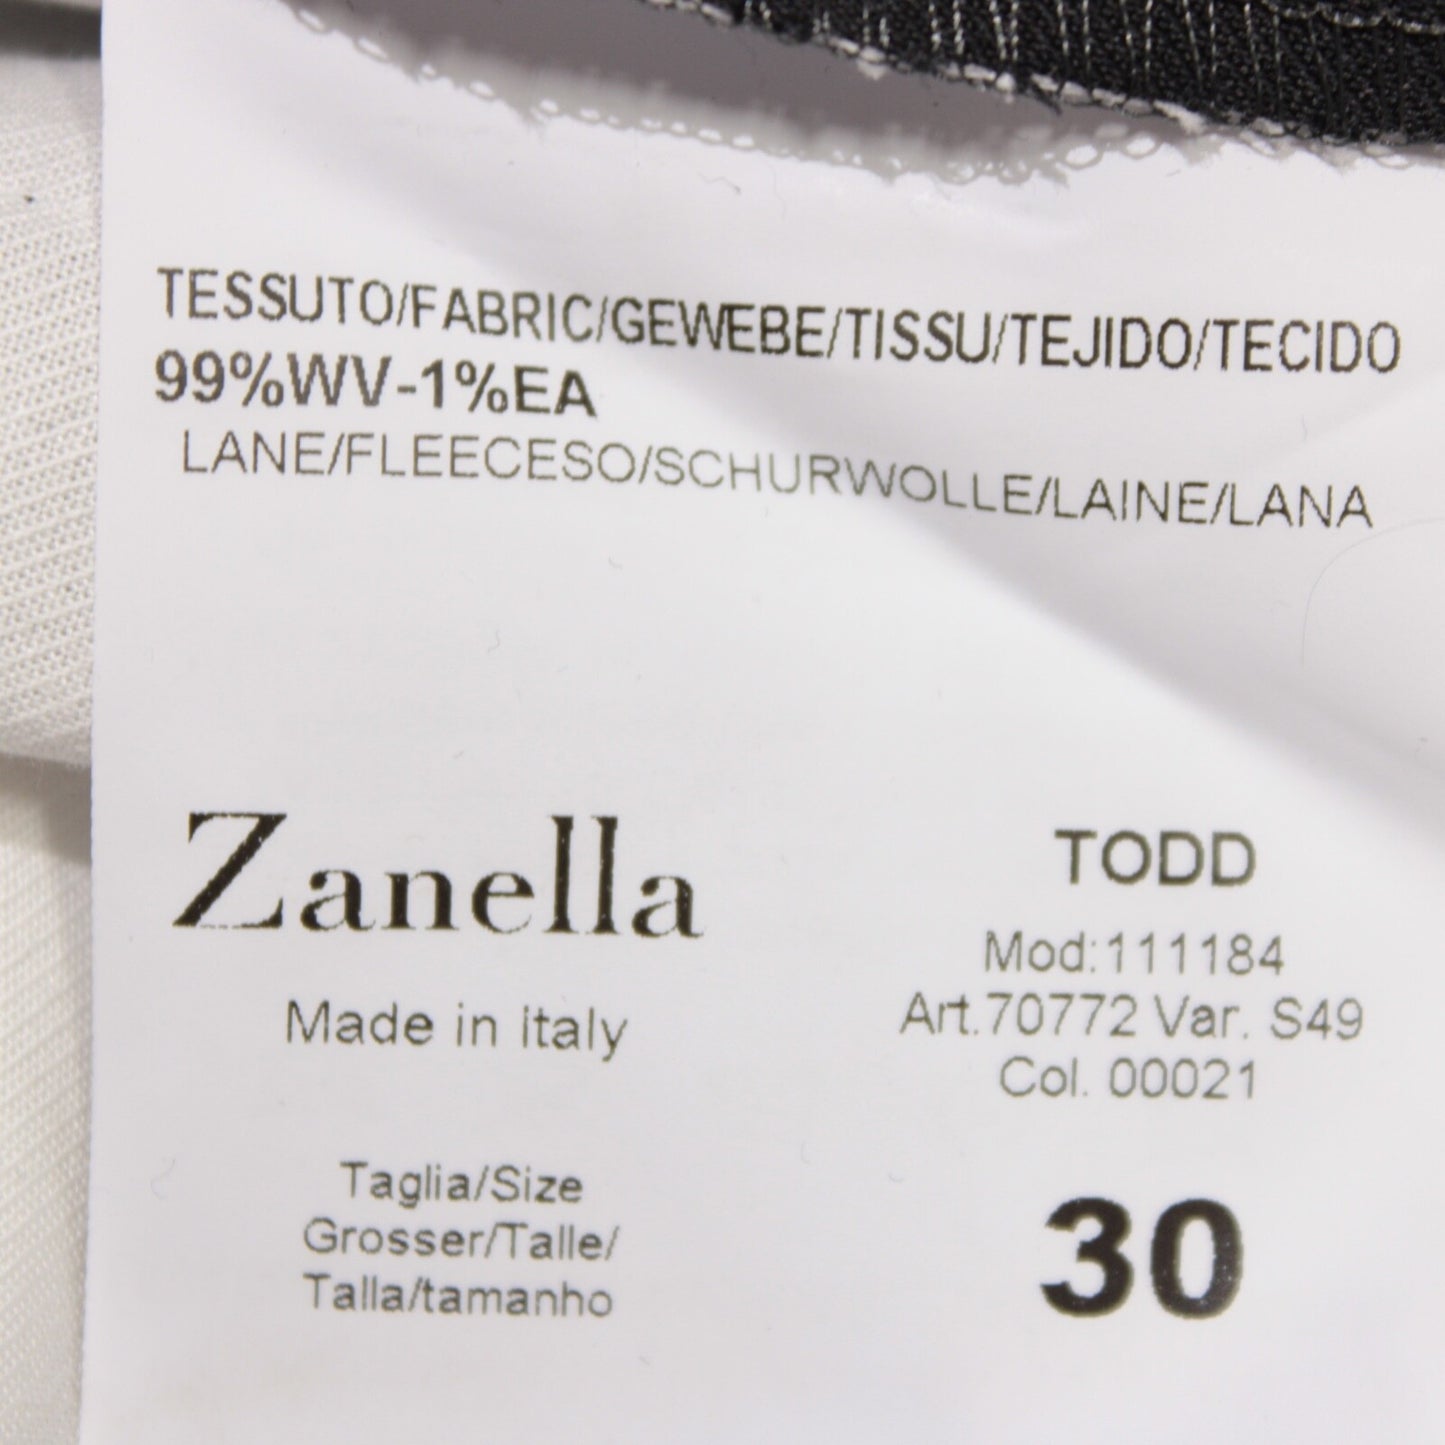 TESSUTO/FABRIC/GEWEBE/TISSU/TEJIDO/TECIDO
99%WV-1%EA
LANE/FLEECESO/SCHURWOLLE/LAINE/LANA
Zanella
Made in italy
Taglia/Size
Grosser/Talle/
Talla/tamanho
TODD
Mod:111184
Art.70772 Var. S49
Col. 00021
30